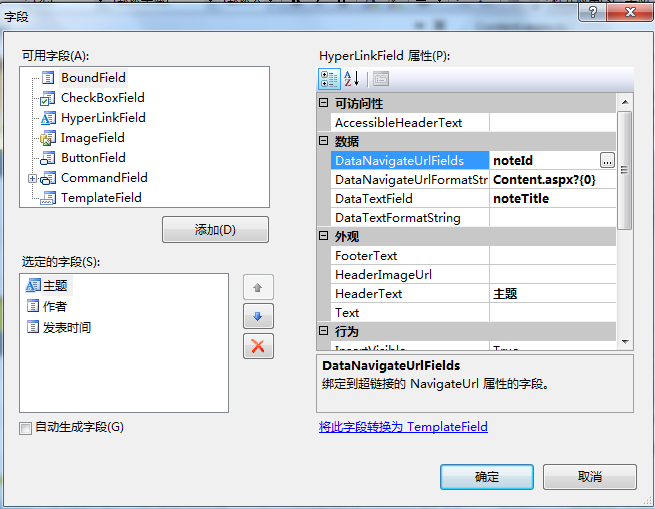 字段
可用字段(A):
BoundField
CheckBoxField
HyperLinkField
ImageField
ButtonField
CommandField
TemplateField
添加(D)
选定的字段(S):
主题
作者
发表时间
自动生成字段(G)
HyperLinkField 属性(P):
可访问性
AccessibleHeaderText
数据
DataNavigateUrlFields noteId ...
DataNavigateUrlFormatStr Content.aspx?{0}
DataTextField noteTitle
DataTextFormatString
外观
FooterText
HeaderImageUrl
HeaderText 主题
Text
行为
InsertVisible True
DataNavigateUrlFields
绑定到超链接的 NavigateUrl 属性的字段。
将此字段转换为 TemplateField
确定
取消